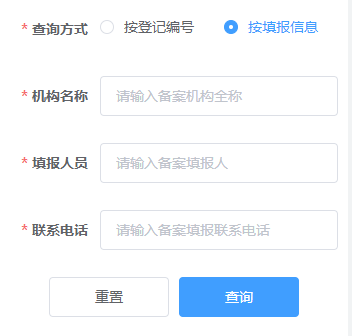 * 查询方式 按登记编号 按填报信息
* 机构名称 请输入备案机构全称
* 填报人员 请输入备案填报人
* 联系电话 请输入备案填报联系电话
重置 查询